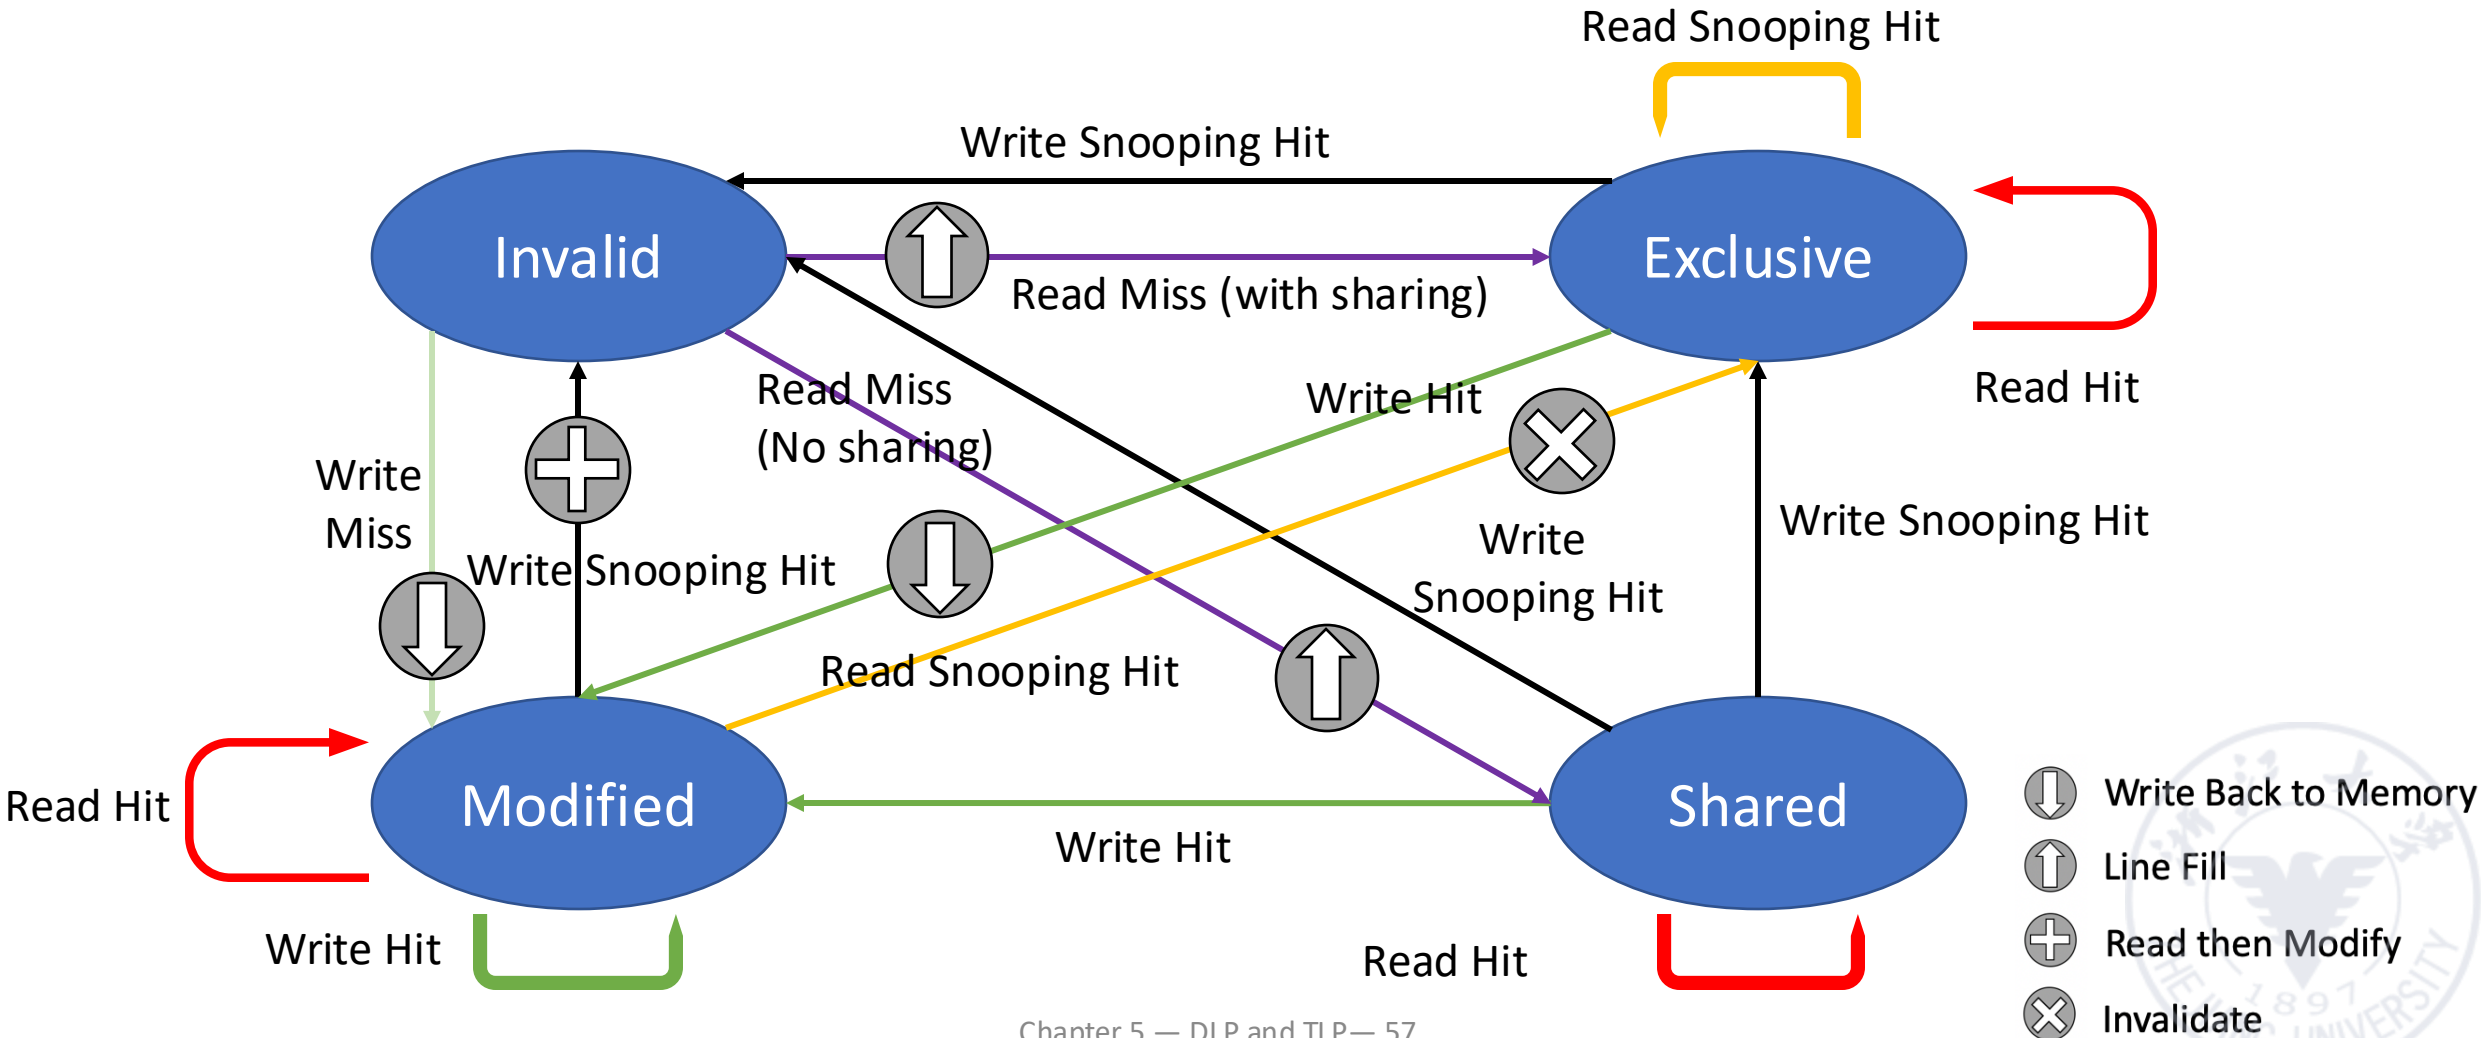 Read Snooping Hit
Write Snooping Hit
Invalid
Exclusive
Read Miss (with sharing)
Read Miss
(No sharing)
Write Hit
Read Hit
Write
Miss
Write Snooping Hit
Write
Snooping Hit
Write Snooping Hit
Read Snooping Hit
Read Hit
Modified
Shared
Write Hit
Write Hit
Read Hit
Write Back to Memory
Line Fill
Read then Modify
Invalidate
1897
UNIVERSITY
Chapter 5 — DLP and TLP— 57